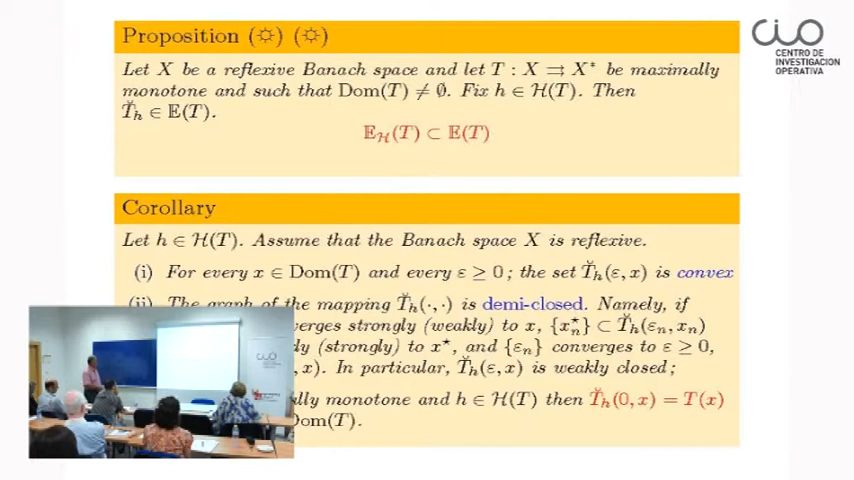 Proposition (☼) (☼)
Let X be a reflexive Banach space and let T : X ⇉ X* be maximally
monotone and such that Dom(T) ≠ ∅. Fix h ∈ ℋ(T). Then
T̆h ∈ 𝔼(T).
𝔼ℋ(T) ⊂ 𝔼(T)
Corollary
Let h ∈ ℋ(T). Assume that the Banach space X is reflexive.
(i) For every x ∈ Dom(T) and every ε ≥ 0; the set T̆h(ε, x) is convex
(ii) The graph of the mapping T̆h(·, ·) is demi-closed. Namely, if
verges strongly (weakly) to x, {x*n} ⊂ T̆h(εn, xn)
ly (strongly) to x*, and {εn} converges to ε ≥ 0,
, x). In particular, T̆h(ε, x) is weakly closed;
lly monotone and h ∈ ℋ(T) then T̆h(0, x) = T(x)
Dom(T).
cio
CENTRO DE
INVESTIGACION
OPERATIVA